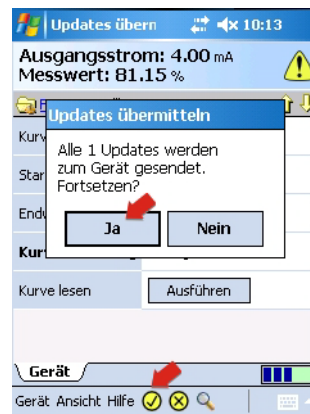 Updates übern 10:13
Ausgangsstrom: 4.00 mA
Messwert: 81.15 %
Updates übermitteln
Alle 1 Updates werden
zum Gerät gesendet.
Fortsetzen?
Ja Nein
Kurve lesen Ausführen
Gerät
Gerät Ansicht Hilfe